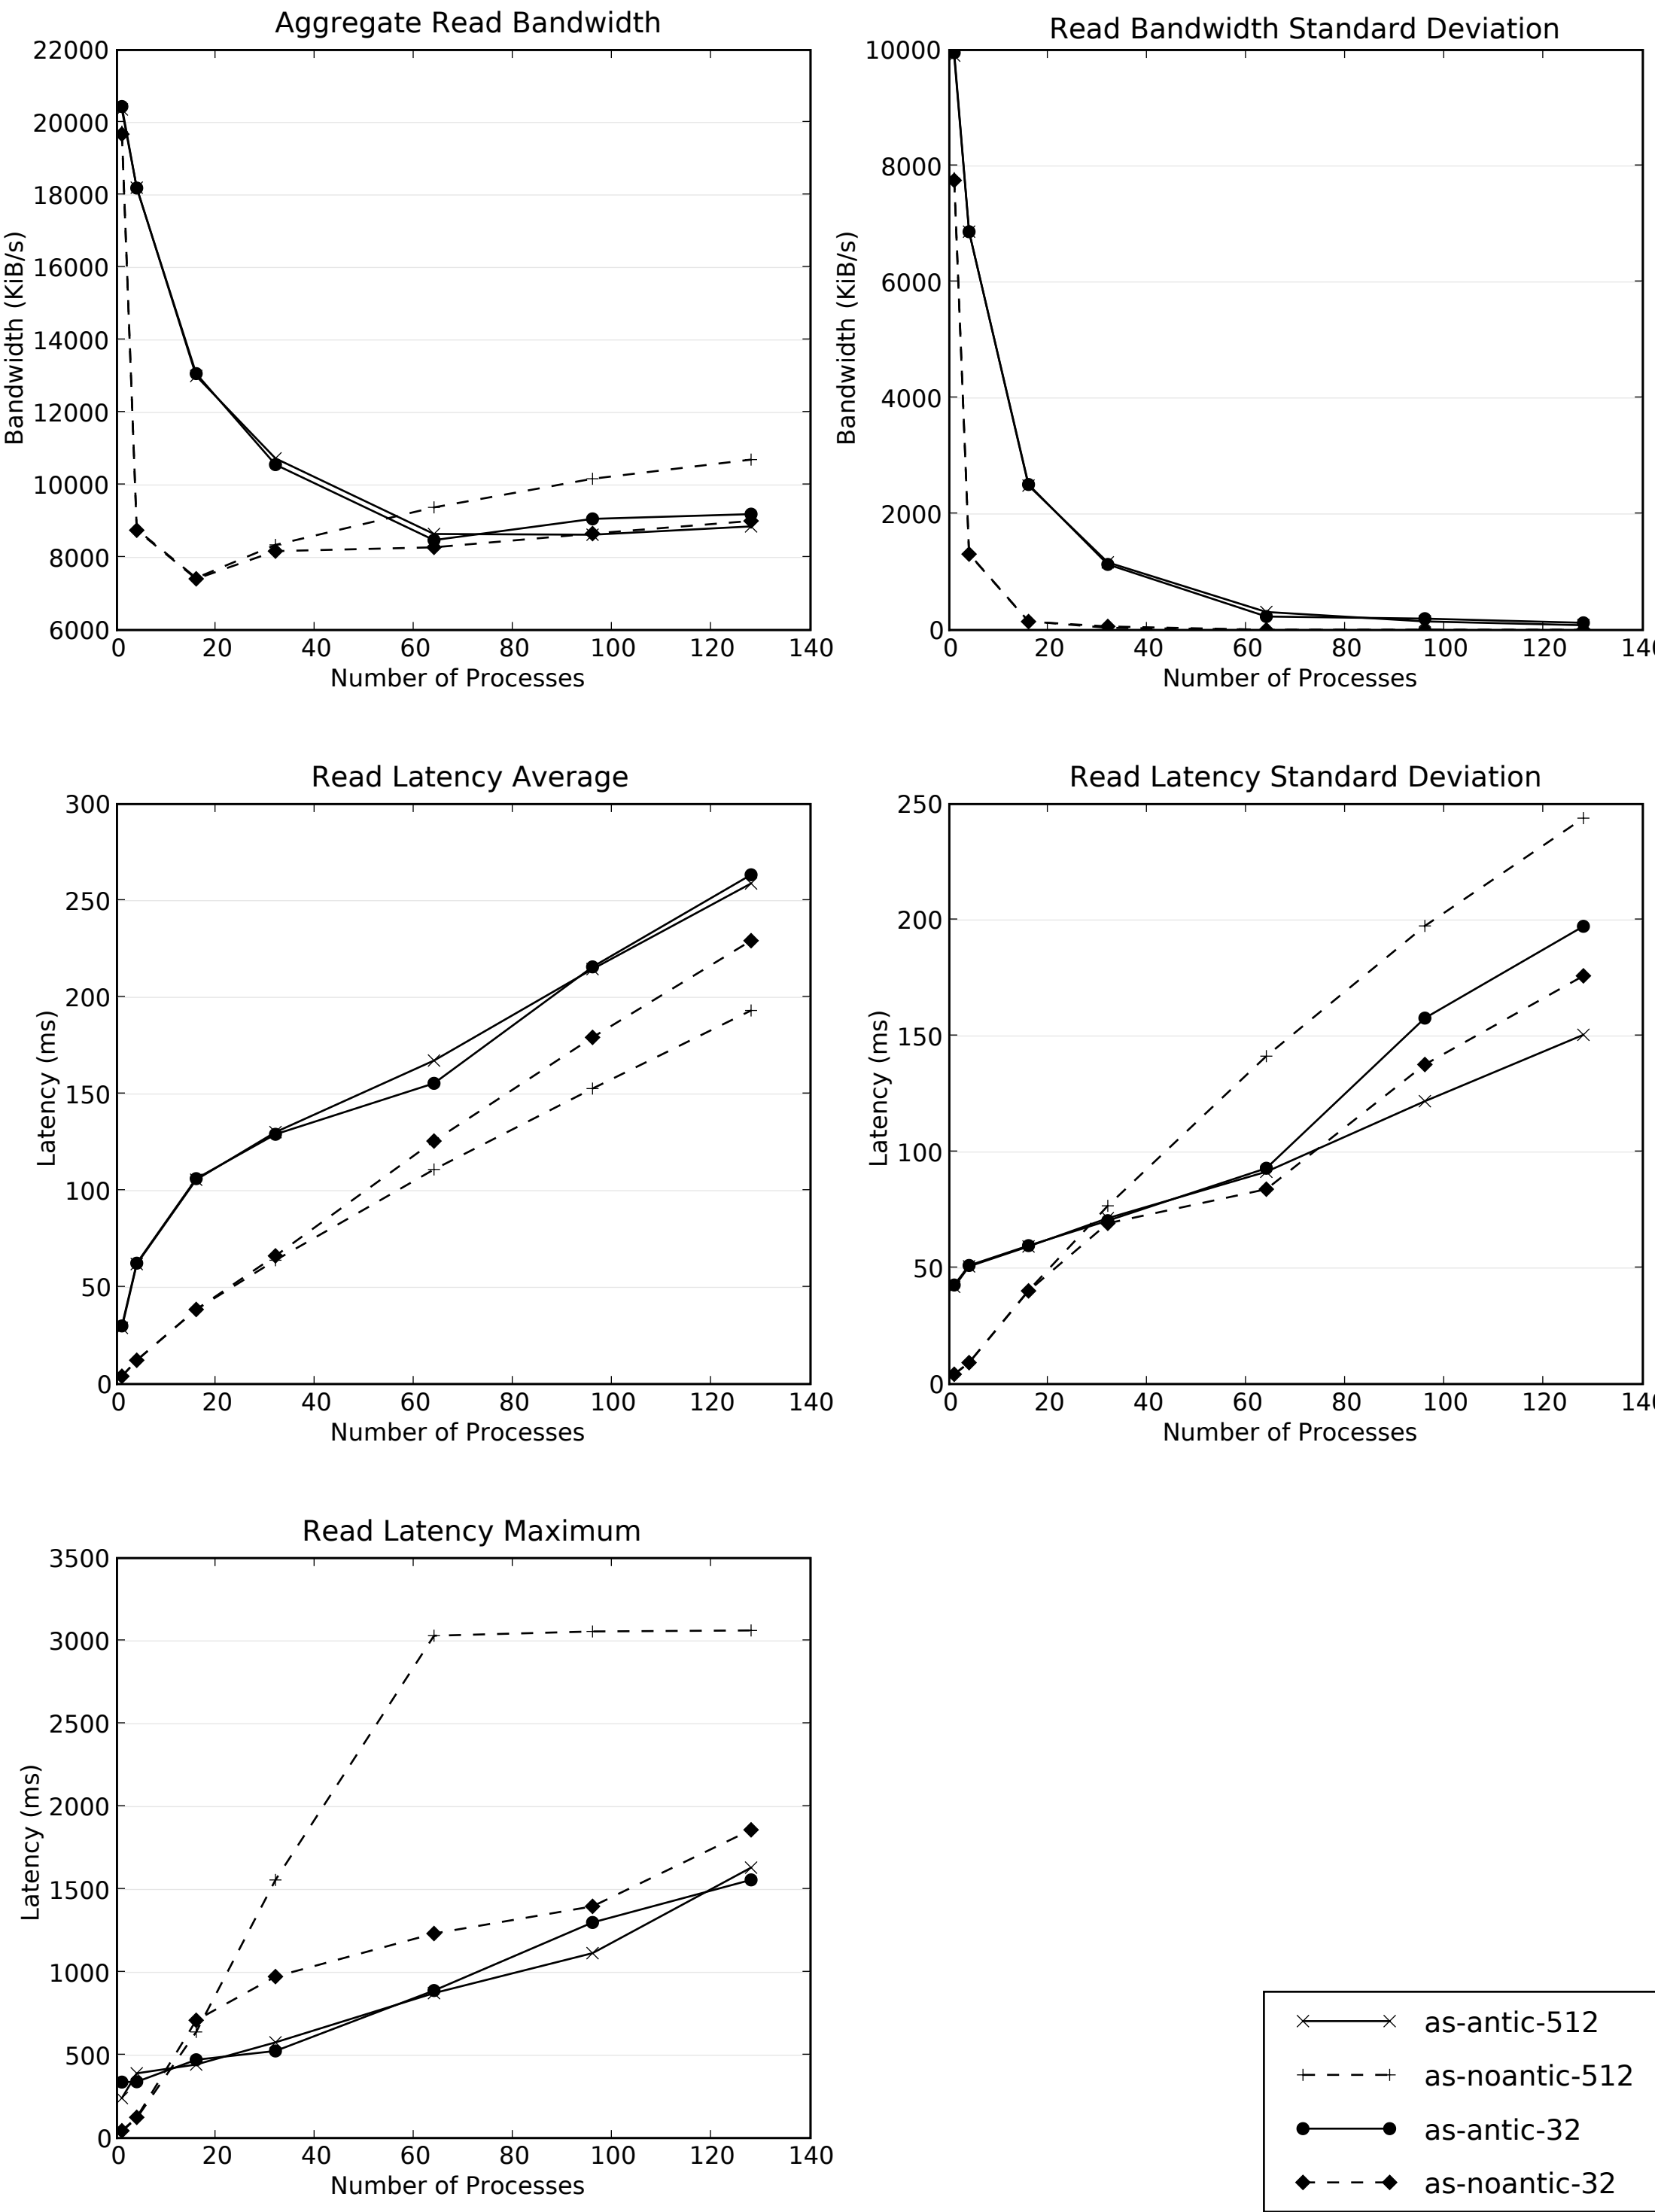 Aggregate Read Bandwidth
22000
20000
18000
16000
14000
12000
10000
8000
6000
Bandwidth (KiB/s)
0 20 40 60 80 100 120 140
Number of Processes
Read Bandwidth Standard Deviation
10000
8000
6000
4000
2000
0
Bandwidth (KiB/s)
0 20 40 60 80 100 120 140
Number of Processes
Read Latency Average
300
250
200
150
100
50
0
Latency (ms)
0 20 40 60 80 100 120 140
Number of Processes
Read Latency Standard Deviation
250
200
150
100
50
0
Latency (ms)
0 20 40 60 80 100 120 140
Number of Processes
Read Latency Maximum
3500
3000
2500
2000
1500
1000
500
0
Latency (ms)
0 20 40 60 80 100 120 140
Number of Processes
as-antic-512
as-noantic-512
as-antic-32
as-noantic-32